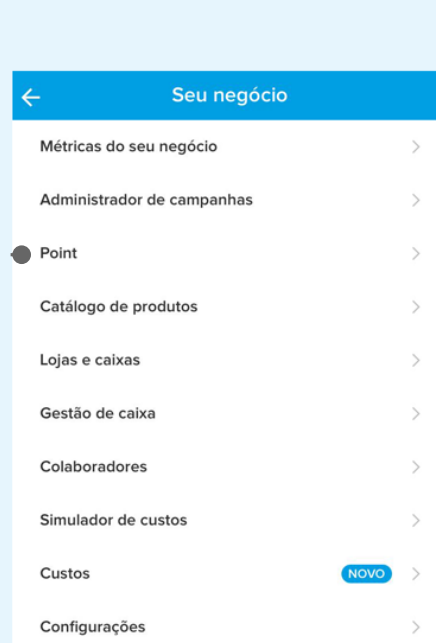 Seu negócio
Métricas do seu negócio
Administrador de campanhas
Point
Catálogo de produtos
Lojas e caixas
Gestão de caixa
Colaboradores
Simulador de custos
Custos NOVO
Configurações